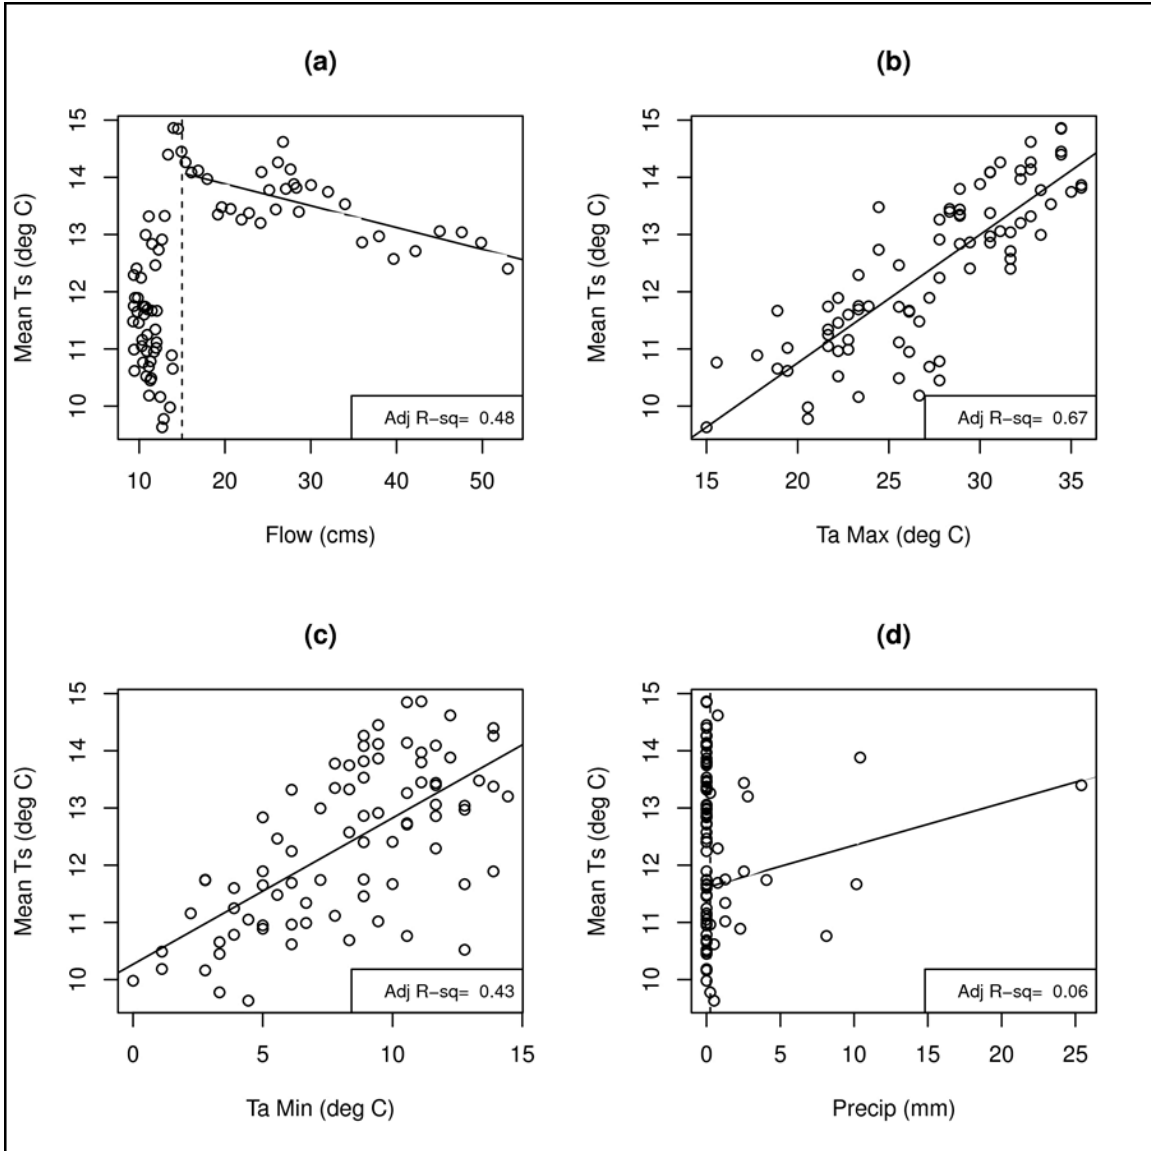 (a)
15
14
13
12
11
10
Mean Ts (deg C)
Adj R-sq= 0.48
10 20 30 40 50
Flow (cms)
(b)
15
14
13
12
11
10
Mean Ts (deg C)
Adj R-sq= 0.67
15 20 25 30 35
Ta Max (deg C)
(c)
15
14
13
12
11
10
Mean Ts (deg C)
Adj R-sq= 0.43
0 5 10 15
Ta Min (deg C)
(d)
15
14
13
12
11
10
Mean Ts (deg C)
Adj R-sq= 0.06
0 5 10 15 20 25
Precip (mm)